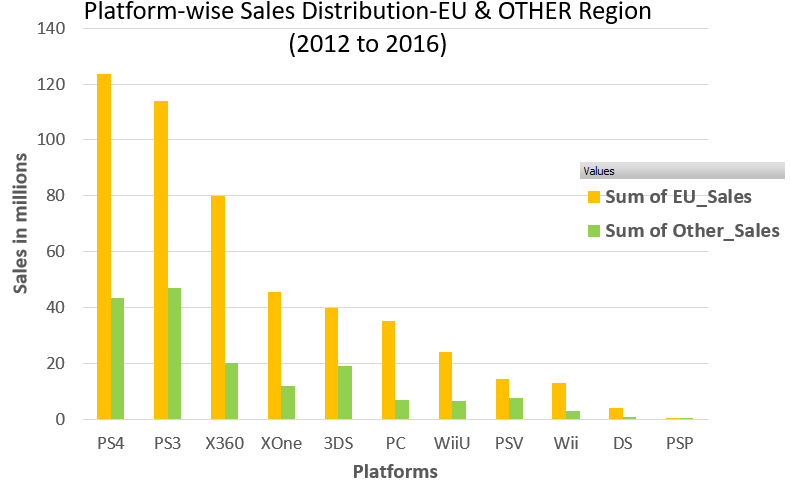 Platform-wise Sales Distribution-EU & OTHER Region
(2012 to 2016)
140
120
100
80
60
40
20
0
Sales in millions
PS4 PS3 X360 XOne 3DS PC WiiU PSV Wii DS PSP
Platforms
Values
Sum of EU_Sales
Sum of Other_Sales